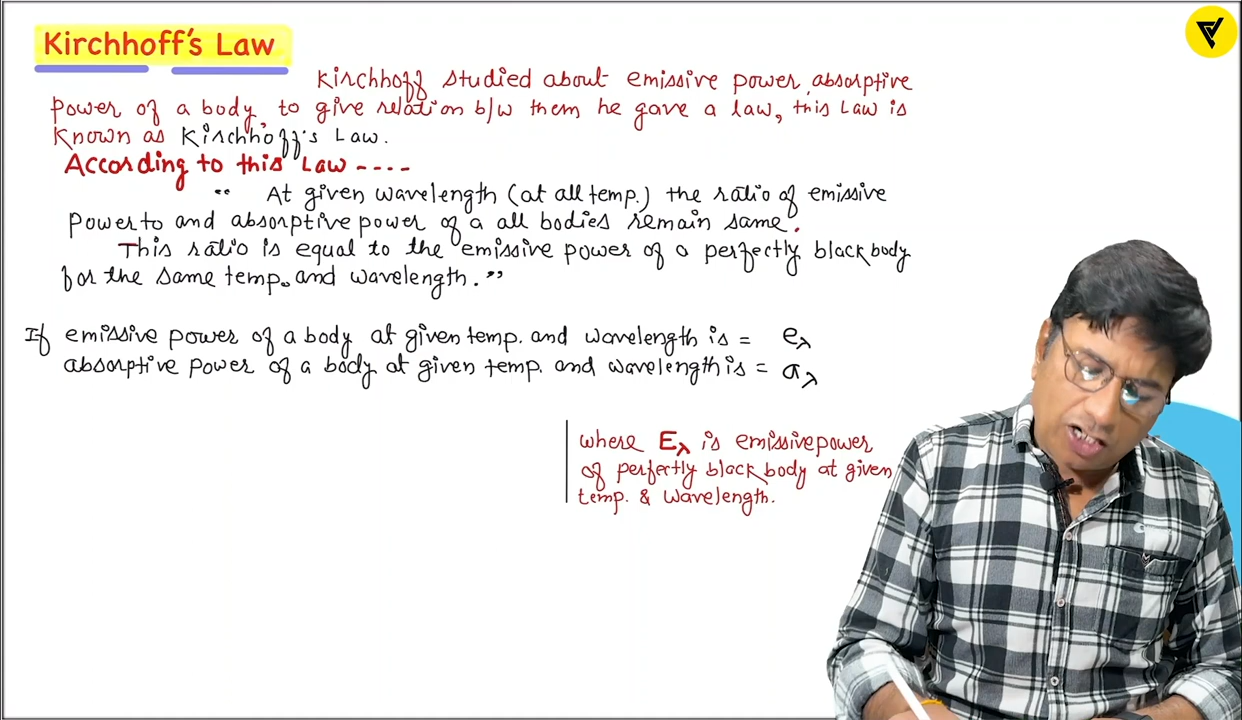 Kirchhoff's Law
Kirchhoff studied about emissive power, absorptive
power of a body, to give relation b/w them he gave a law, this Law is
known as Kirchhoff's Law.
According to this Law ----
“ At given wavelength (at all temp.) the ratio of emissive
power to and absorptive power of a all bodies remain same.
This ratio is equal to the emissive power of a perfectly black body
for the same temp. and wavelength. ”
If emissive power of a body at given temp. and wavelength is = eλ
absorptive power of a body at given temp. and wavelength is = aλ
where Eλ is emissive power
of perfectly black body at given
temp. & wavelength.